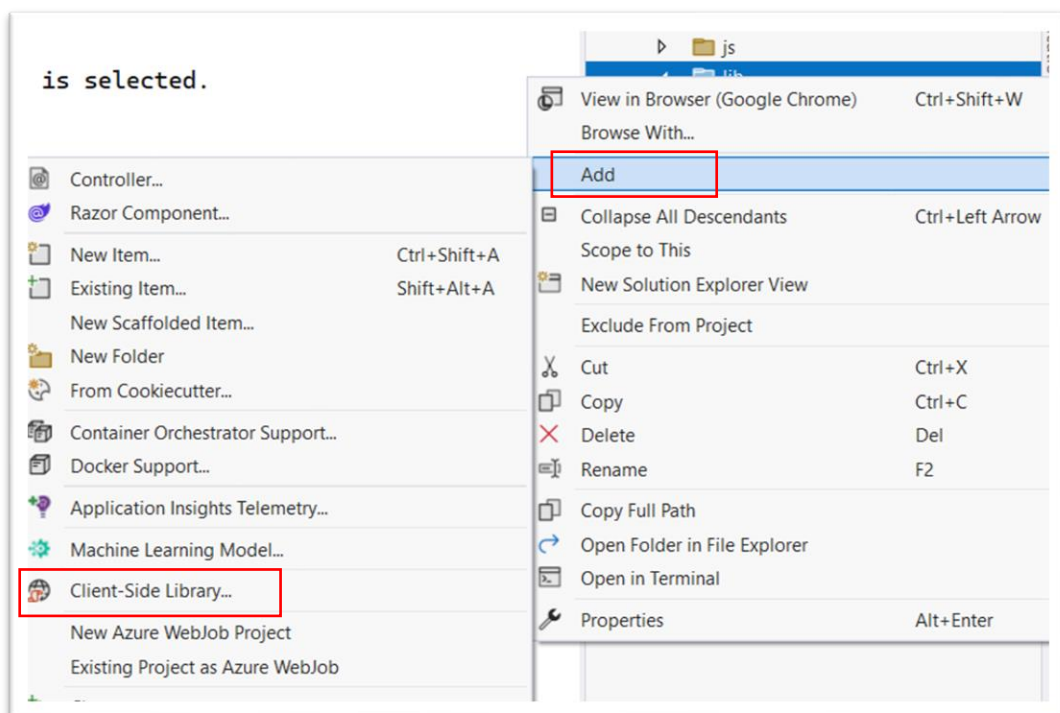 js
lib
is selected.
View in Browser (Google Chrome) Ctrl+Shift+W
Browse With...
Add
Collapse All Descendants Ctrl+Left Arrow
Scope to This
New Solution Explorer View
Exclude From Project
Cut Ctrl+X
Copy Ctrl+C
Delete Del
Rename F2
Copy Full Path
Open Folder in File Explorer
Open in Terminal
Properties Alt+Enter
Controller...
Razor Component...
New Item... Ctrl+Shift+A
Existing Item... Shift+Alt+A
New Scaffolded Item...
New Folder
From Cookiecutter...
Container Orchestrator Support...
Docker Support...
Application Insights Telemetry...
Machine Learning Model...
Client-Side Library...
New Azure WebJob Project
Existing Project as Azure WebJob